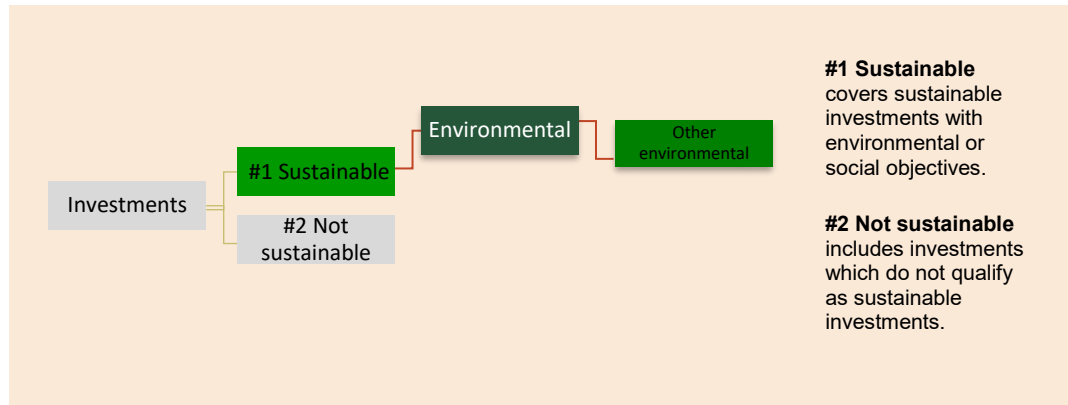 Investments
#1 Sustainable
#2 Not
sustainable
Environmental
Other
environmental
#1 Sustainable
covers sustainable
investments with
environmental or
social objectives.
#2 Not sustainable
includes investments
which do not qualify
as sustainable
investments.